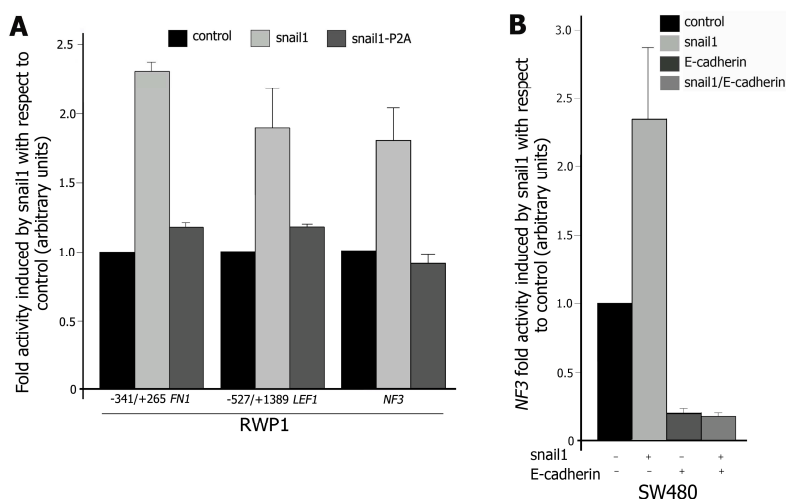 A
Fold activity induced by snail1 with respect to
control (arbitrary units)
2.5
2.0
1.5
1.0
0.5
0
control
snail1
snail1-P2A
-341/+265 FN1
-527/+1389 LEF1
NF3
RWP1
B
NF3 fold activity induced by snail1 with respect
to control (arbitrary units)
3.0
2.5
2.0
1.5
1.0
0.5
0
control
snail1
E-cadherin
snail1/E-cadherin
snail1 – + – +
E-cadherin – – + +
SW480